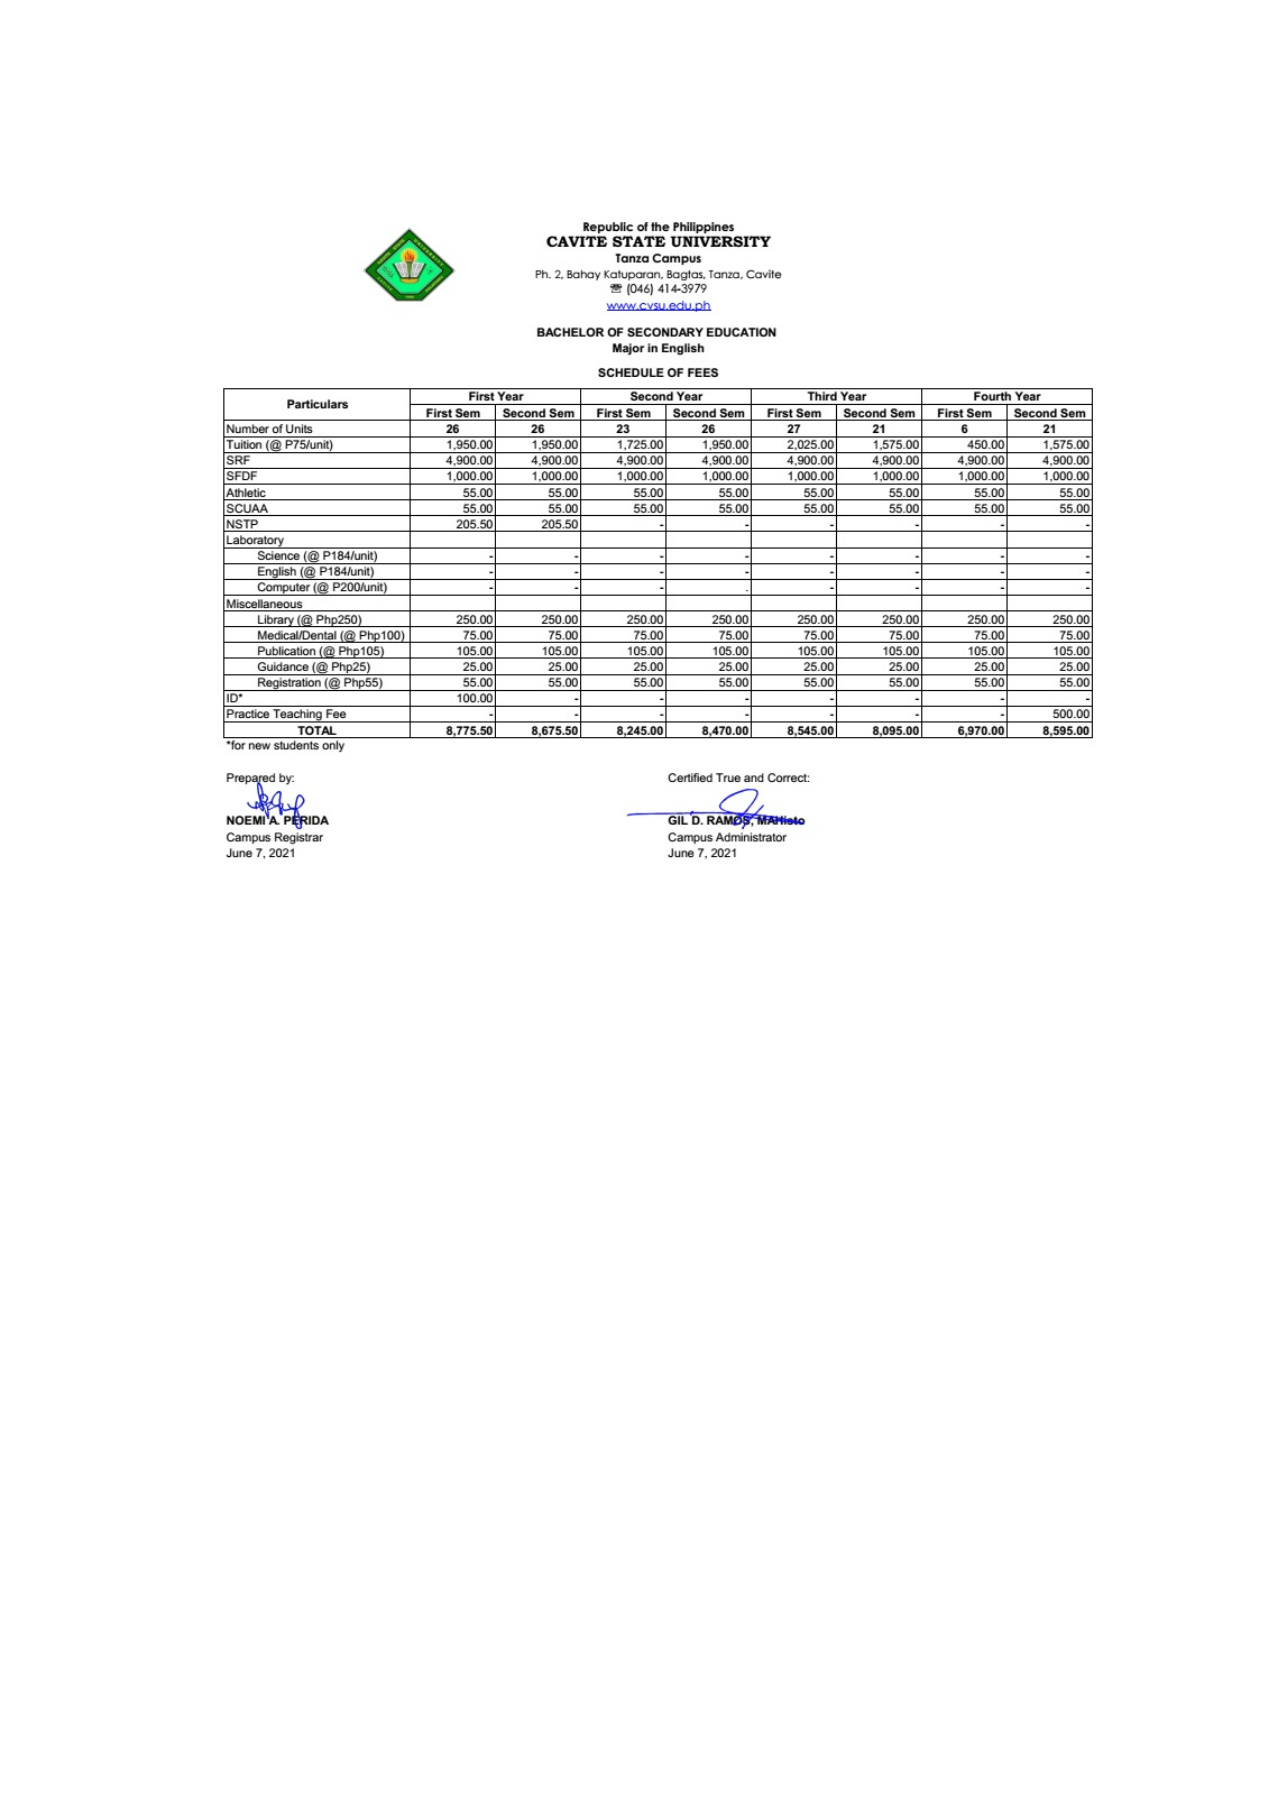 Republic of the Philippines
CAVITE STATE UNIVERSITY
Tanza Campus
Ph. 2, Bahay Katuparan, Bagtas, Tanza, Cavite
☏ (046) 414-3979
www.cvsu.edu.ph
BACHELOR OF SECONDARY EDUCATION
Major in English
SCHEDULE OF FEES
Particulars First Year Second Year Third Year Fourth Year
First Sem Second Sem First Sem Second Sem First Sem Second Sem First Sem Second Sem
Number of Units 26 26 23 26 27 21 6 21
Tuition (@ P75/unit) 1,950.00 1,950.00 1,725.00 1,950.00 2,025.00 1,575.00 450.00 1,575.00
SRF 4,900.00 4,900.00 4,900.00 4,900.00 4,900.00 4,900.00 4,900.00 4,900.00
SFDF 1,000.00 1,000.00 1,000.00 1,000.00 1,000.00 1,000.00 1,000.00 1,000.00
Athletic 55.00 55.00 55.00 55.00 55.00 55.00 55.00 55.00
SCUAA 55.00 55.00 55.00 55.00 55.00 55.00 55.00 55.00
NSTP 205.50 205.50 - - - - - -
Laboratory
Science (@ P184/unit) - - - - - - - -
English (@ P184/unit) - - - - - - - -
Computer (@ P200/unit) - - - . - - - -
Miscellaneous
Library (@ Php250) 250.00 250.00 250.00 250.00 250.00 250.00 250.00 250.00
Medical/Dental (@ Php100) 75.00 75.00 75.00 75.00 75.00 75.00 75.00 75.00
Publication (@ Php105) 105.00 105.00 105.00 105.00 105.00 105.00 105.00 105.00
Guidance (@ Php25) 25.00 25.00 25.00 25.00 25.00 25.00 25.00 25.00
Registration (@ Php55) 55.00 55.00 55.00 55.00 55.00 55.00 55.00 55.00
ID* 100.00 - - - - - - -
Practice Teaching Fee - - - - - - - 500.00
TOTAL 8,775.50 8,675.50 8,245.00 8,470.00 8,545.00 8,095.00 6,970.00 8,595.00
*for new students only
Prepared by: Certified True and Correct:
NOEMI A. PERIDA GIL D. RAMOS, MAHisto
Campus Registrar Campus Administrator
June 7, 2021 June 7, 2021